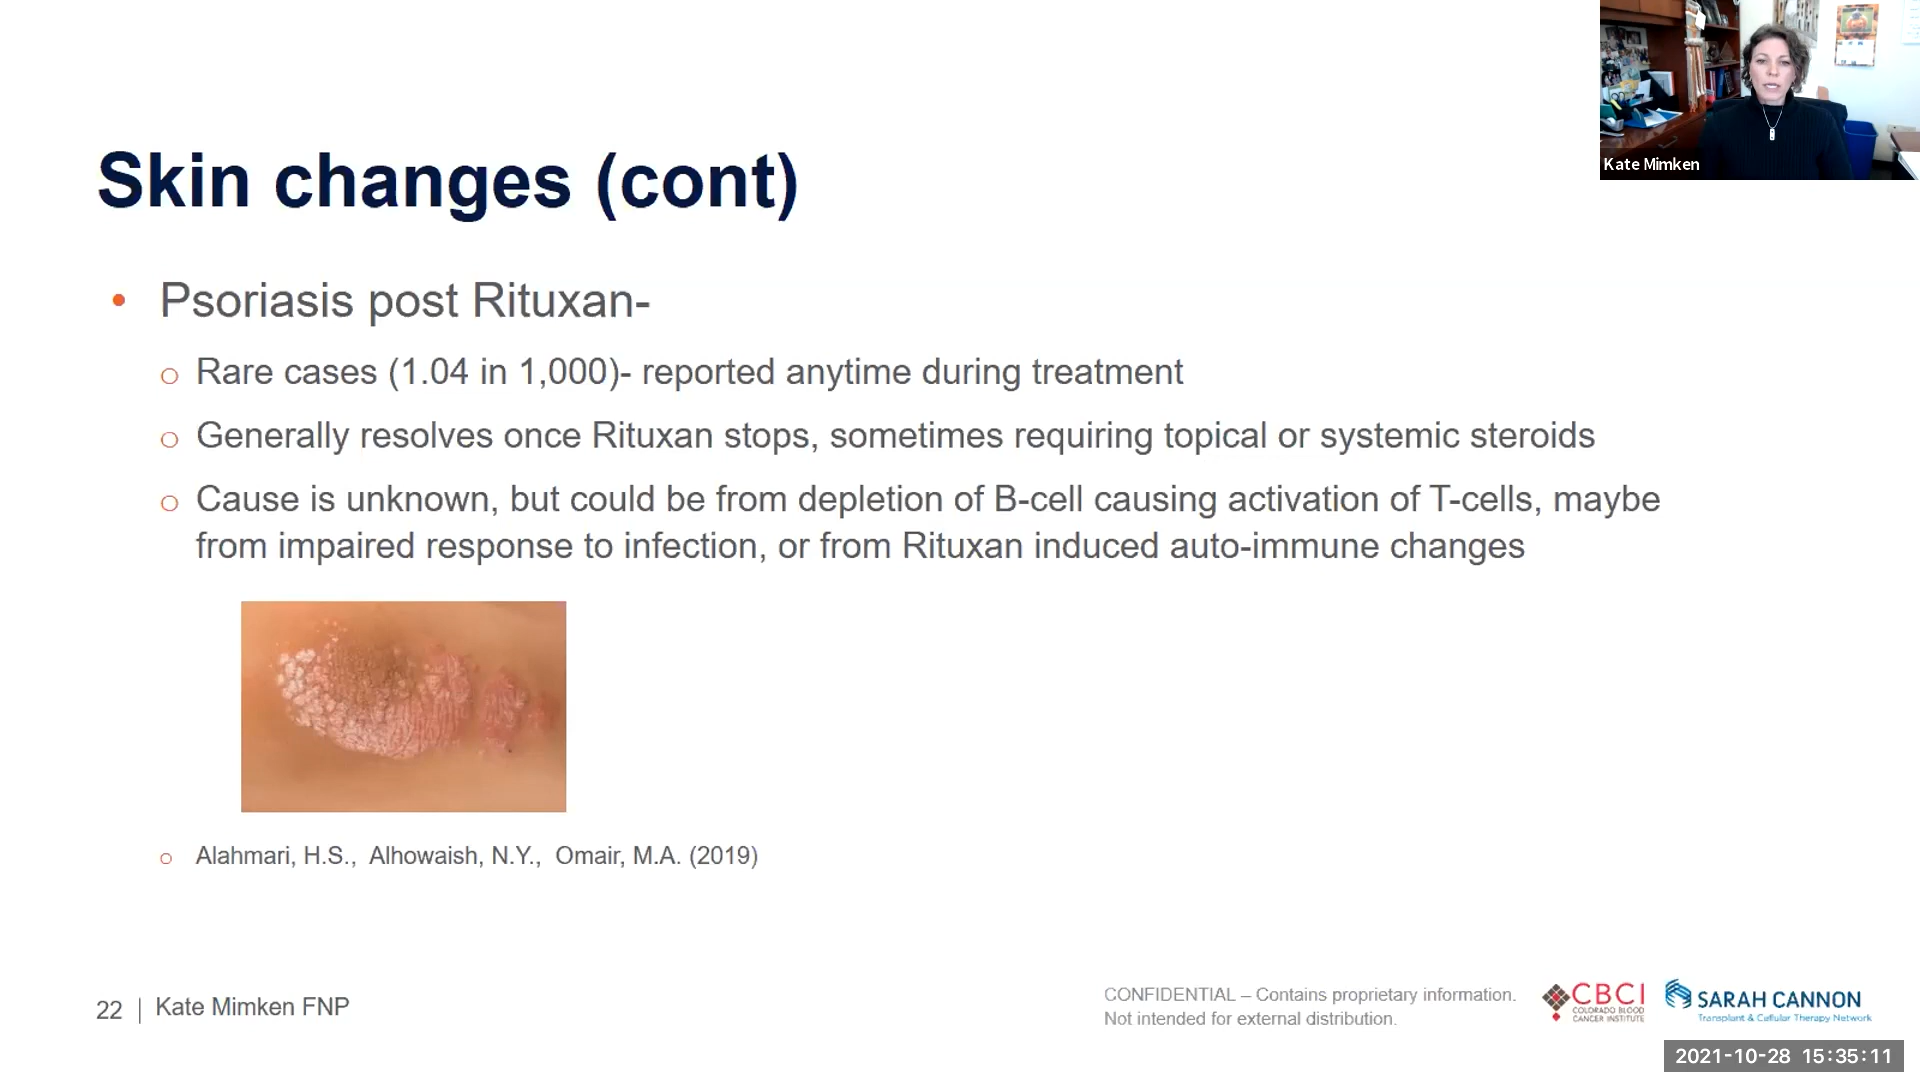 Kate Mimken
Skin changes (cont)
• Psoriasis post Rituxan-
o Rare cases (1.04 in 1,000)- reported anytime during treatment
o Generally resolves once Rituxan stops, sometimes requiring topical or systemic steroids
o Cause is unknown, but could be from depletion of B-cell causing activation of T-cells, maybe
from impaired response to infection, or from Rituxan induced auto-immune changes
o Alahmari, H.S., Alhowaish, N.Y., Omair, M.A. (2019)
22 | Kate Mimken FNP
CONFIDENTIAL – Contains proprietary information.
Not intended for external distribution.
CBCI
COLORADO BLOOD
CANCER INSTITUTE
SARAH CANNON
Transplant & Cellular Therapy Network
2021-10-28 15:35:11